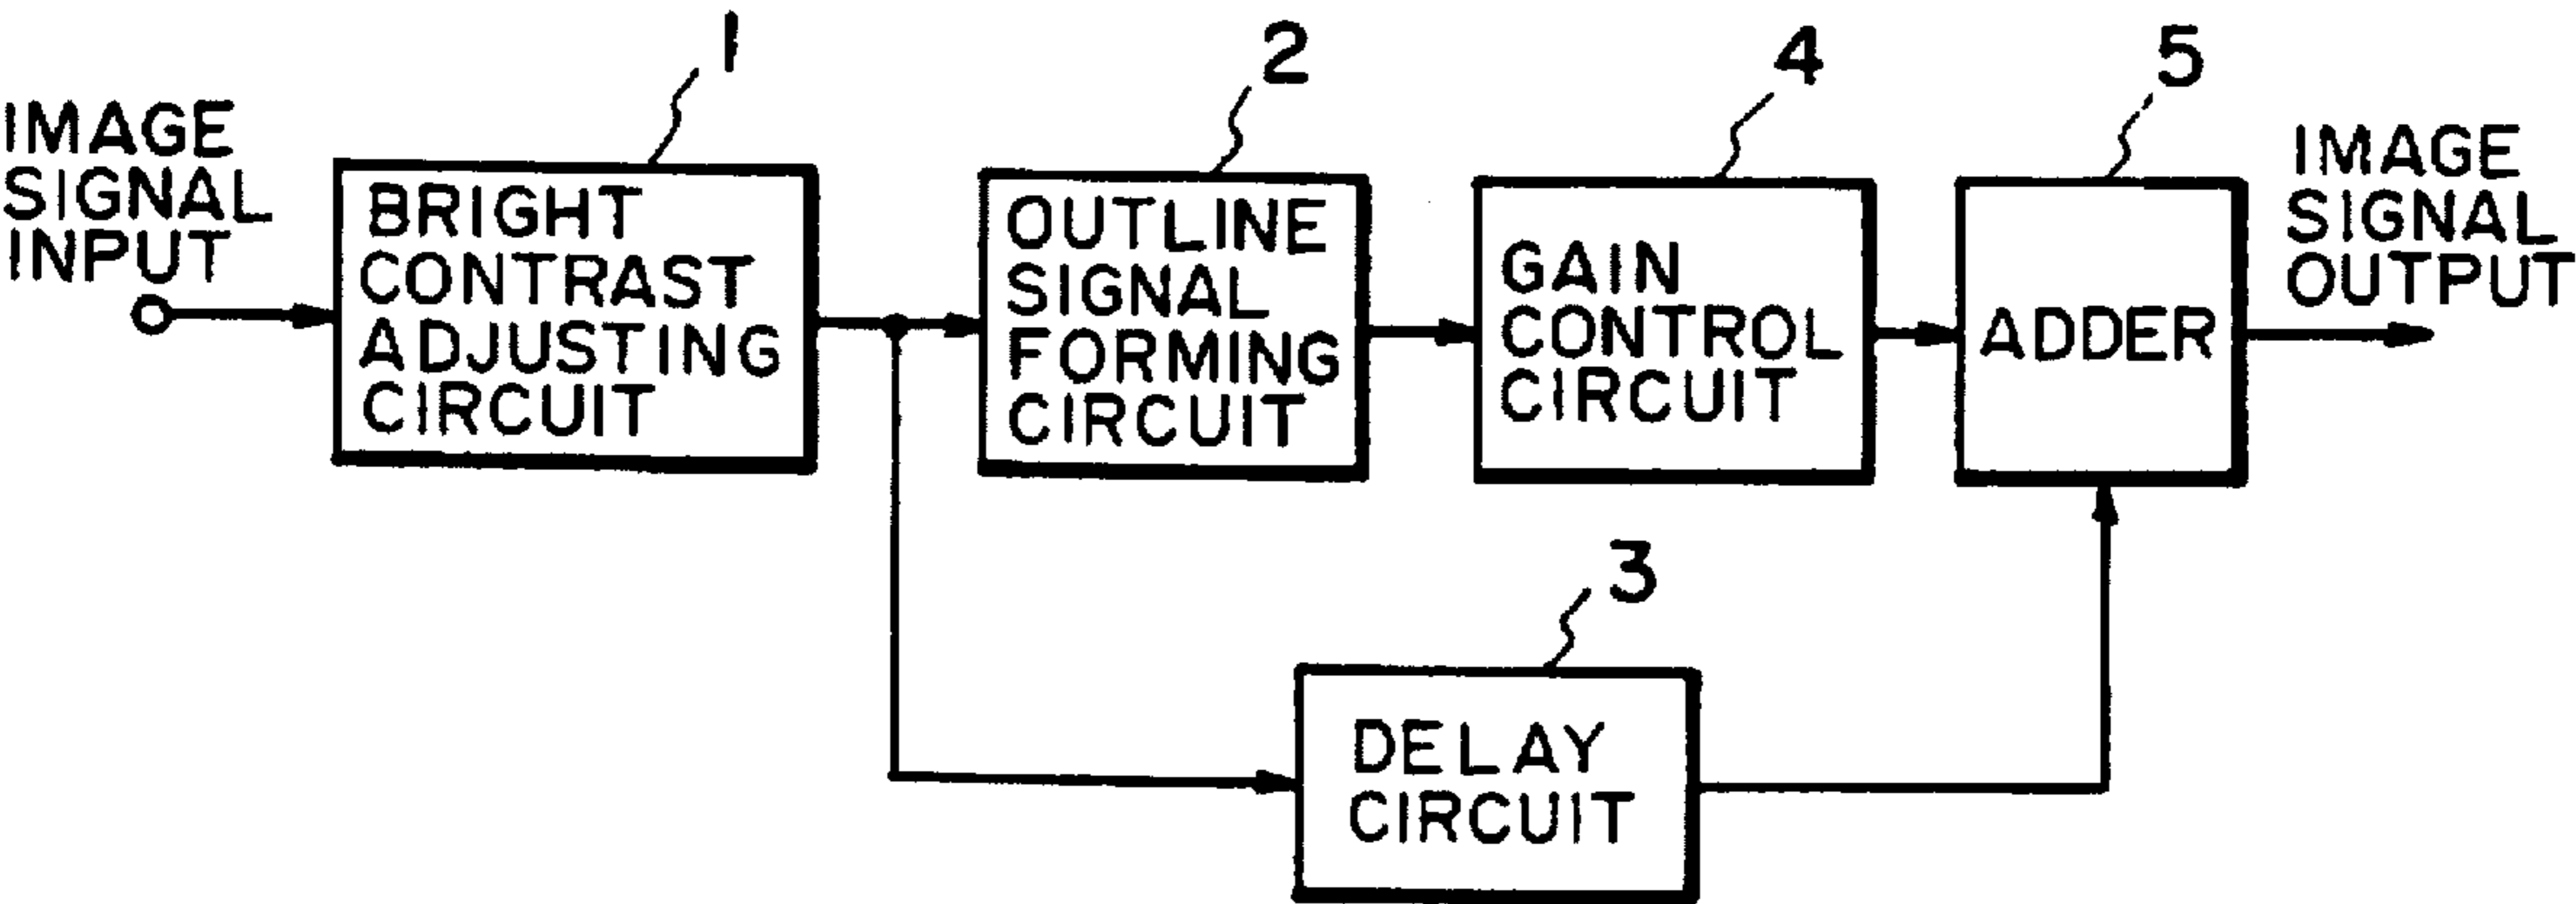 1
2
4
5
IMAGE
SIGNAL
INPUT
BRIGHT
CONTRAST
ADJUSTING
CIRCUIT
OUTLINE
SIGNAL
FORMING
CIRCUIT
GAIN
CONTROL
CIRCUIT
ADDER
IMAGE
SIGNAL
OUTPUT
3
DELAY
CIRCUIT